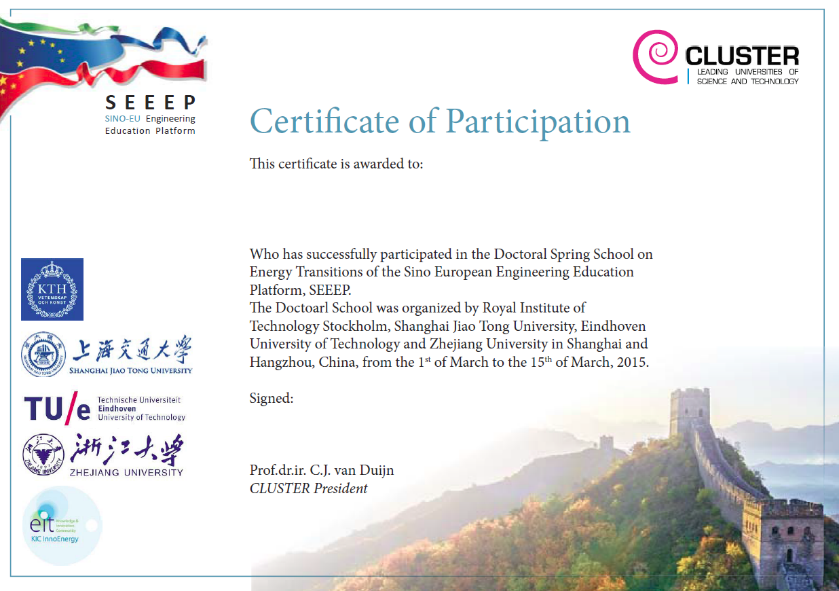 SEEEP
SINO-EU Engineering
Education Platform
CLUSTER
LEADING UNIVERSITIES OF
SCIENCE AND TECHNOLOGY
Certificate of Participation
This certificate is awarded to:
Who has successfully participated in the Doctoral Spring School on
Energy Transitions of the Sino European Engineering Education
Platform, SEEEP.
The Doctoarl School was organized by Royal Institute of
Technology Stockholm, Shanghai Jiao Tong University, Eindhoven
University of Technology and Zhejiang University in Shanghai and
Hangzhou, China, from the 1st of March to the 15th of March, 2015.
Signed:
Prof.dr.ir. C.J. van Duijn
CLUSTER President
KTH
VETENSKAP
OCH KONST
上海交通大学
SHANGHAI JIAO TONG UNIVERSITY
TU/e
Technische Universiteit
Eindhoven
University of Technology
浙江大学
ZHEJIANG UNIVERSITY
eit
KIC InnoEnergy